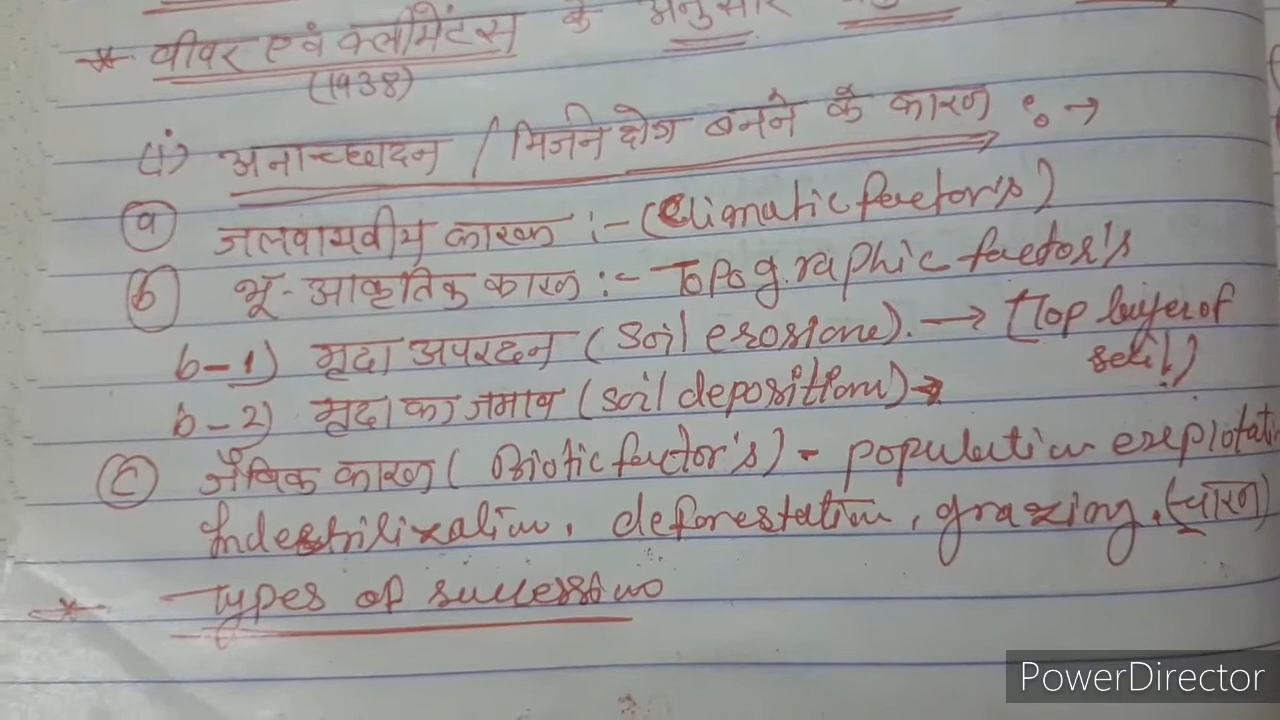 * वीवर एवं क्लीमेंटस के अनुसार
(1938)
(i) अनाच्छादन / निर्जन क्षेत्र बनने के कारण :→
(a) जलवायवीय कारक :- (Climatic factor's)
(b) भू-आकृतिक कारक :- Topographic factor's
b-1) मृदा अपरदन (soil erosione). → (Top layer of
soil)
b-2) मृदा का जमाव (soil deposition) →
(c) जैविक कारक (Biotic factor's) - population
deforestation, grazing, (चारण)
* Types of succession
PowerDirector